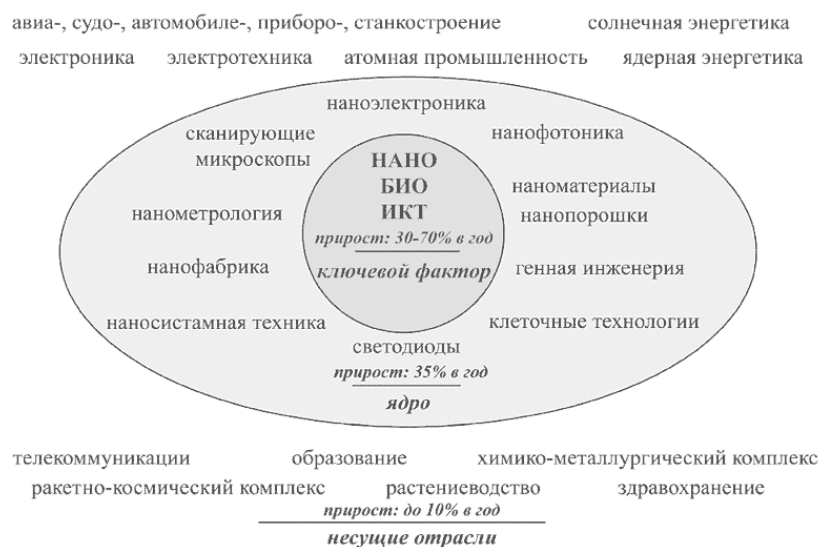 авиа-, судо-, автомобиле-, приборо-, станкостроение солнечная энергетика
электроника электротехника атомная промышленность ядерная энергетика
наноэлектроника
сканирующие микроскопы
нанофотоника
НАНО
БИО
ИКТ
прирост: 30-70% в год
ключевой фактор
наноматериалы
нанопорошки
нанометрология
нанофабрика
генная инженерия
наносистамная техника
клеточные технологии
светодиоды
прирост: 35% в год
ядро
телекоммуникации образование химико-металлургический комплекс
ракетно-космический комплекс растениеводство здравохранение
прирост: до 10% в год
несущие отрасли